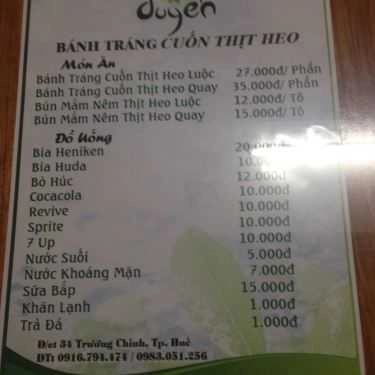 duyên
BÁNH TRÁNG CUỐN THỊT HEO
Món Ăn
Bánh Tráng Cuốn Thịt Heo Luộc 27.000đ/ Phần
Bánh Tráng Cuốn Thịt Heo Quay 35.000đ/ Phần
Bún Mắm Nêm Thịt Heo Luộc 12.000đ/ Tô
Bún Mắm Nêm Thịt Heo Quay 15.000đ/ Tô
Đồ Uống
Bia Heniken 20.000đ
Bia Huda 10.000đ
Bò Húc 12.000đ
Cocacola 10.000đ
Revive 10.000đ
Sprite 10.000đ
7 Up 10.000đ
Nước Suối 5.000đ
Nước Khoáng Mặn 7.000đ
Sữa Bắp 15.000đ
Khăn Lạnh 1.000đ
Trà Đá 1.000đ
Đ/c: 34 Trường Chinh, Tp. Huế
ĐT: 0916.794.474 / 0983.051.256